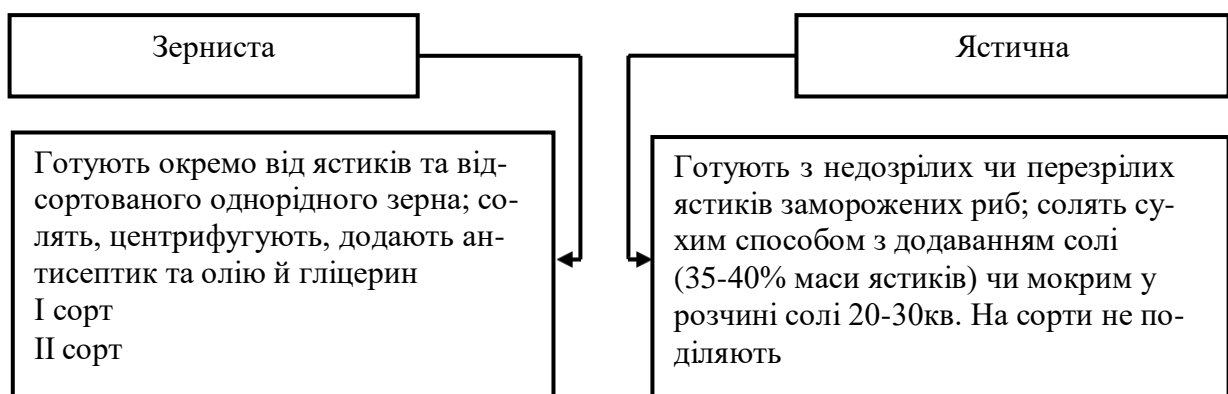 Зерниста
Ястична
Готують окремо від ястиків та від-
сортованого однорідного зерна; со-
лять, центрифугують, додають ан-
тисептик та олію й гліцерин
І сорт
ІІ сорт
Готують з недозрілих чи перезрілих
ястиків заморожених риб; солять су-
хим способом з додаванням солі
(35-40% маси ястиків) чи мокрим у
розчині солі 20-30кв. На сорти не по-
діляють